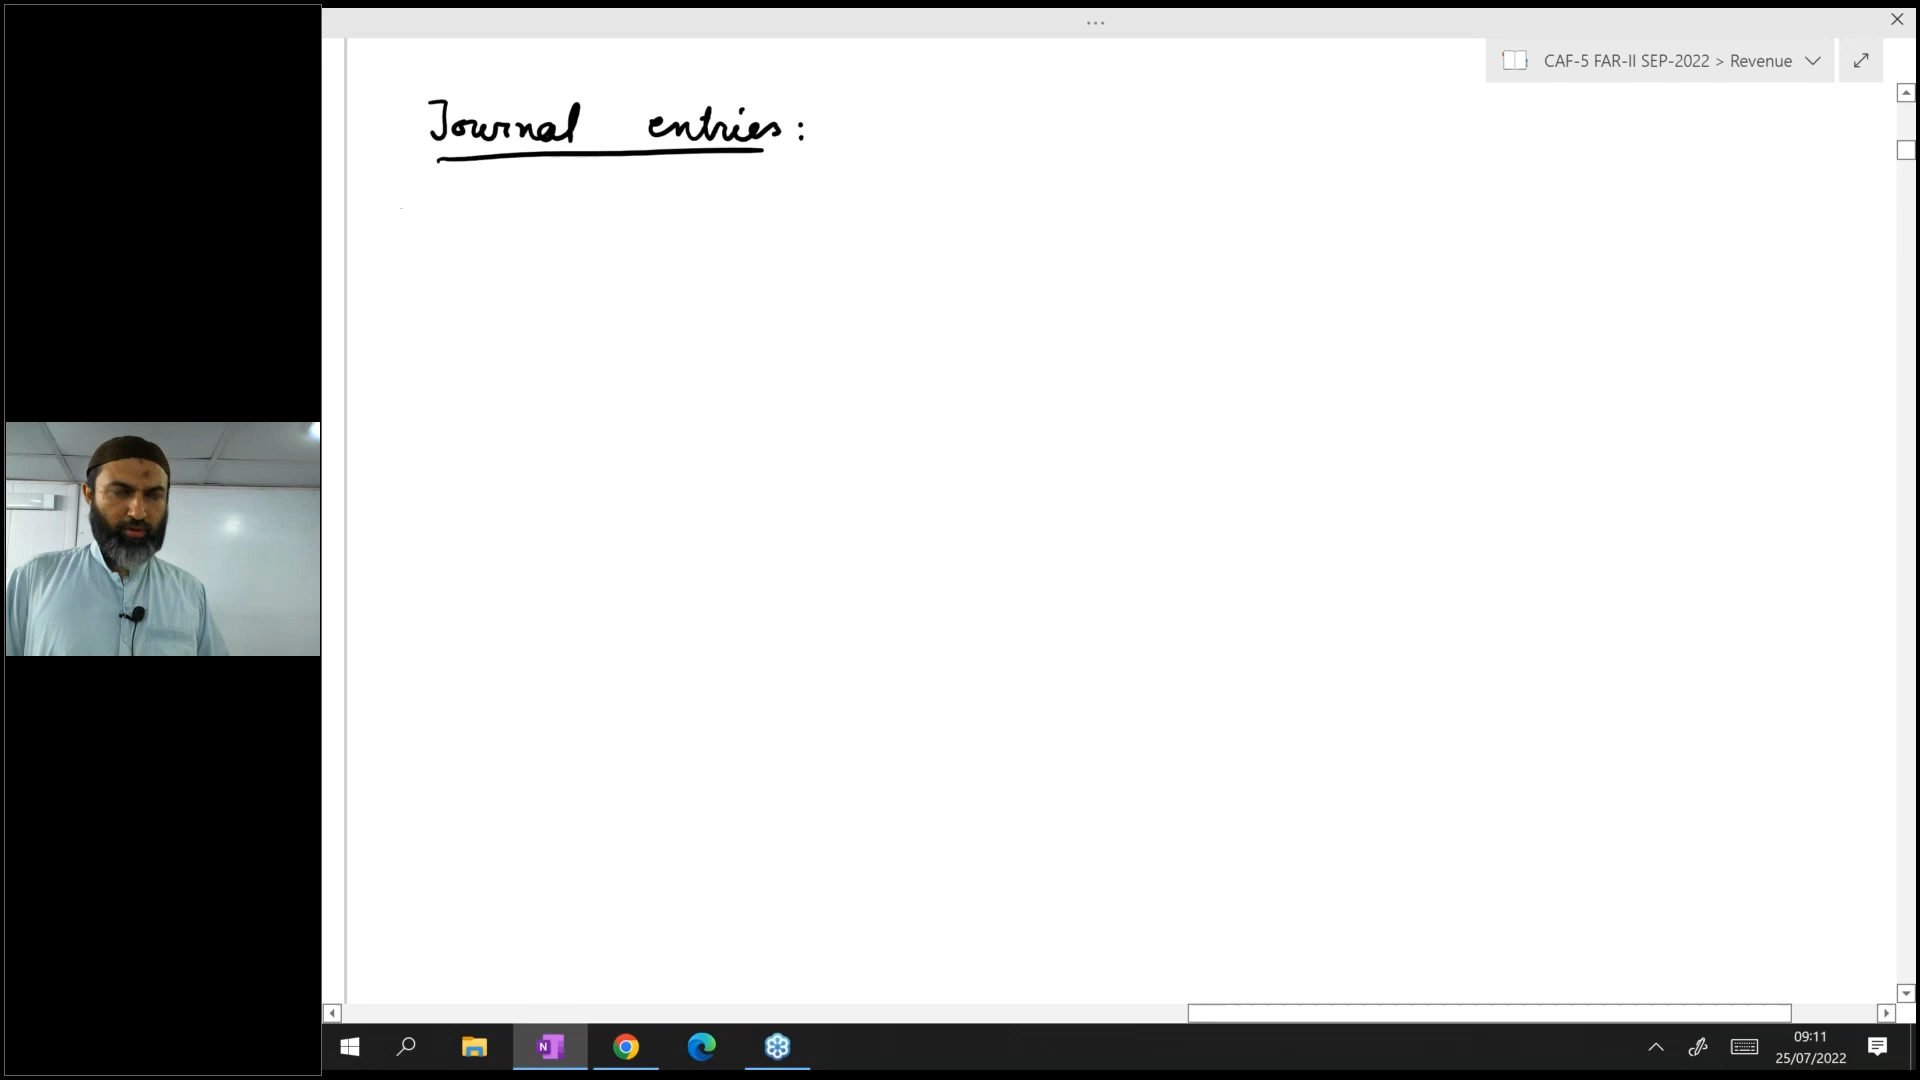 CAF-5 FAR-II SEP-2022 > Revenue
Journal entries:
N
09:11
25/07/2022